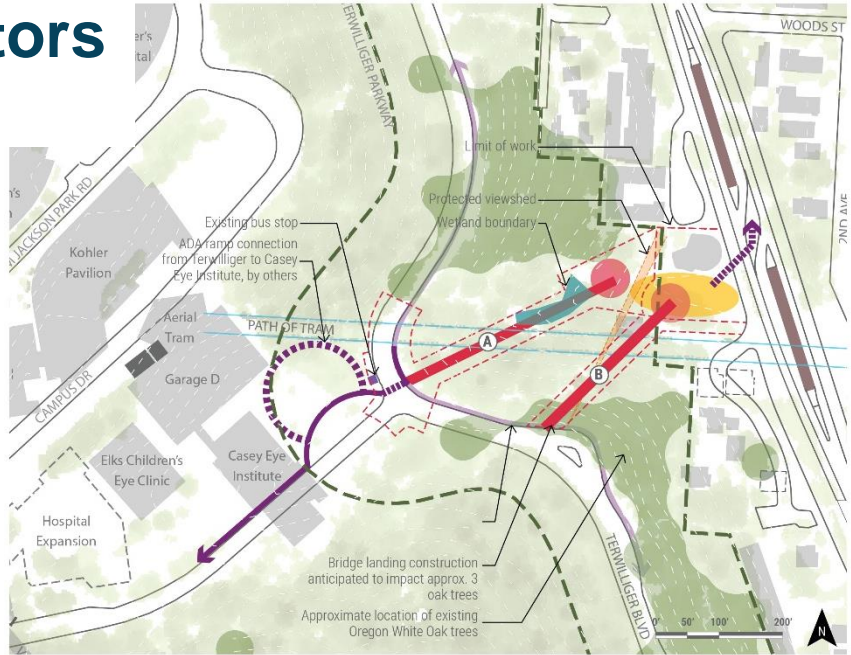 tors
er's
tal
TERWILLIGER PARKWAY
WOODS ST
JACKSON PARK RD
2ND AVE
Limit of work
Protected viewshed
Wetland boundary
Existing bus stop
ADA ramp connection
from Terwilliger to Casey
Eye Institute, by others
n's
Kohler
Pavilion
Aerial
Tram
PATH OF TRAM
A
B
CAMPUS DR
Garage D
Elks Children's
Eye Clinic
Casey Eye
Institute
Hospital
Expansion
Bridge landing construction
anticipated to impact approx. 3
oak trees
Approximate location of existing
Oregon White Oak trees
TERWILLIGER BLVD
0' 50' 100' 200'
N